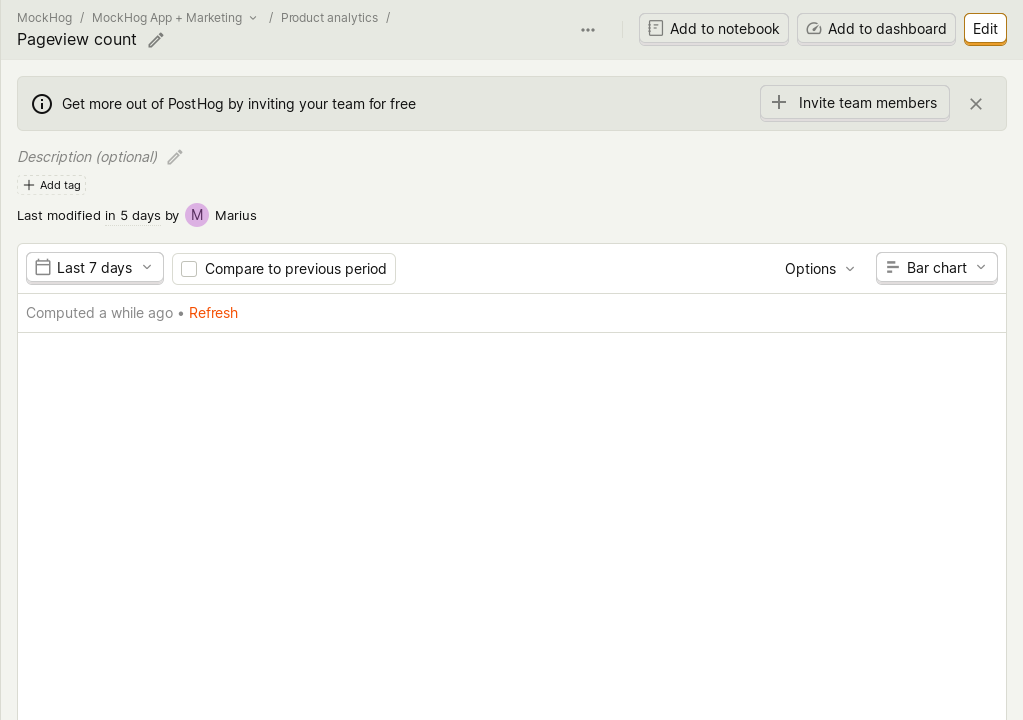 MockHog / MockHog App + Marketing / Product analytics /
Pageview count
Add to notebook
Add to dashboard
Edit
Get more out of PostHog by inviting your team for free
Invite team members
Description (optional)
Add tag
Last modified in 5 days by M Marius
Last 7 days
Compare to previous period
Options
Bar chart
Computed a while ago • Refresh